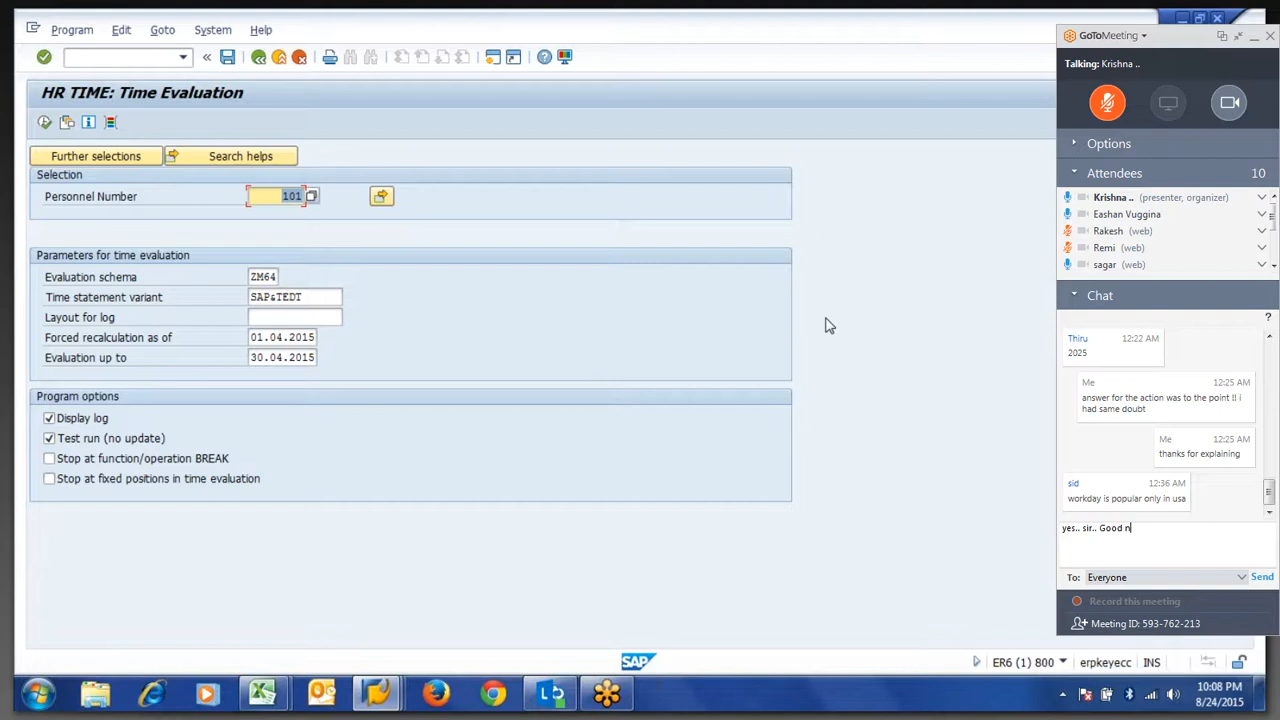 Program Edit Goto System Help
HR TIME: Time Evaluation
Further selections Search helps
Selection
Personnel Number 101
Parameters for time evaluation
Evaluation schema ZM64
Time statement variant SAP&TEDT
Layout for log
Forced recalculation as of 01.04.2015
Evaluation up to 30.04.2015
Program options
Display log
Test run (no update)
Stop at function/operation BREAK
Stop at fixed positions in time evaluation
SAP
ER6 (1) 800 erpkeyecc INS
10:08 PM
8/24/2015
GoToMeeting
Talking: Krishna ..
Options
Attendees 10
Krishna .. (presenter, organizer)
Eashan Vuggina
Rakesh (web)
Remi (web)
sagar (web)
Chat
?
Thiru 12:22 AM
2025
Me 12:25 AM
answer for the action was to the point !! i
had same doubt
Me 12:25 AM
thanks for explaining
sid 12:36 AM
workday is popular only in usa
yes.. sir.. Good n
To: Everyone Send
Record this meeting
Meeting ID: 593-762-213